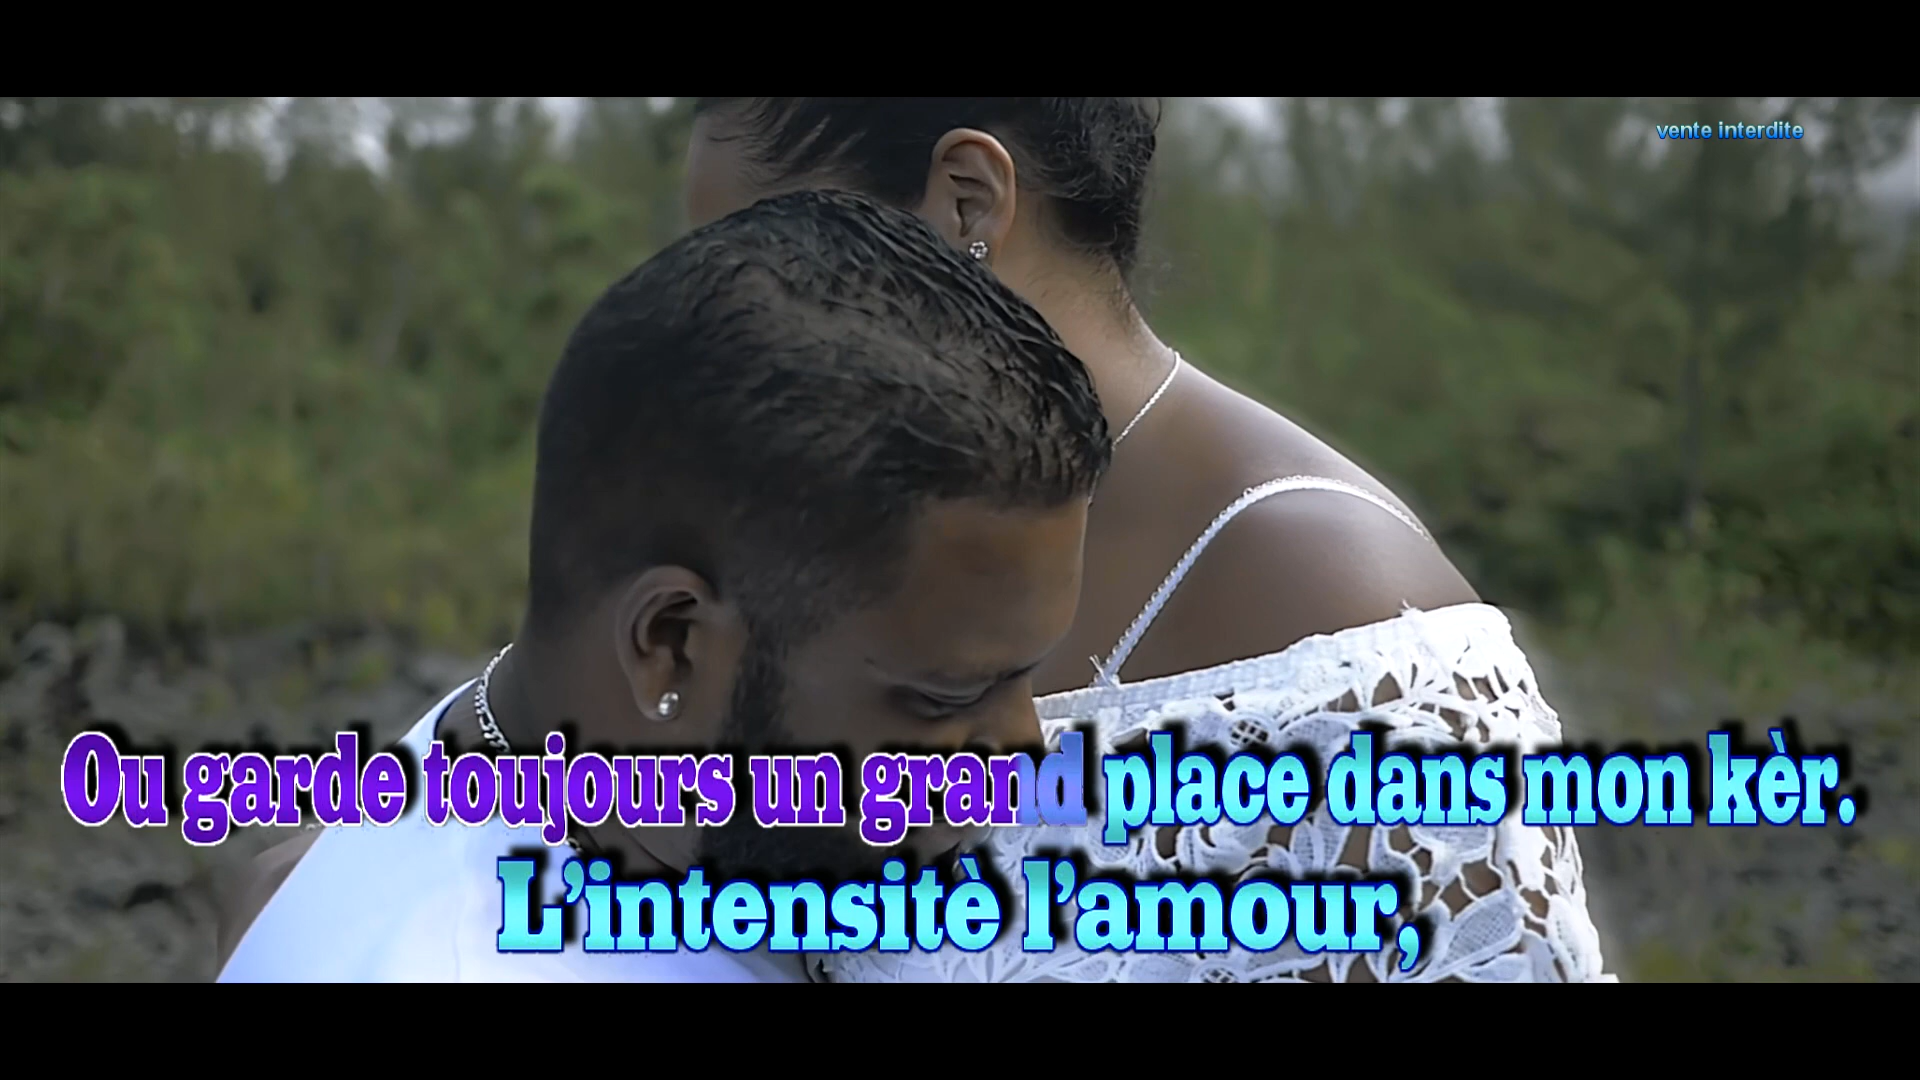 vente interdite
Ou garde toujours un grand place dans mon kèr.
L'intensitè l'amour,